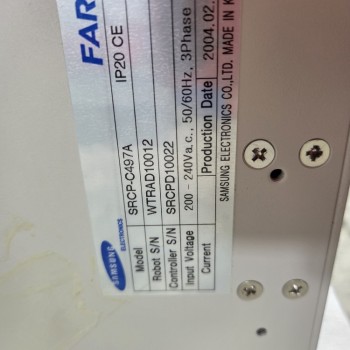 FAR
SAMSUNG
ELECTRONICS
IP20 CE
Model SRCP-C497A
Robot S/N WTRAD10012
Controller S/N SRCPD10022
Input Voltage 200 - 240Va.c., 50/60Hz, 3Phase
Current Production Date 2004.02.
SAMSUNG ELECTRONICS CO.,LTD. MADE IN K